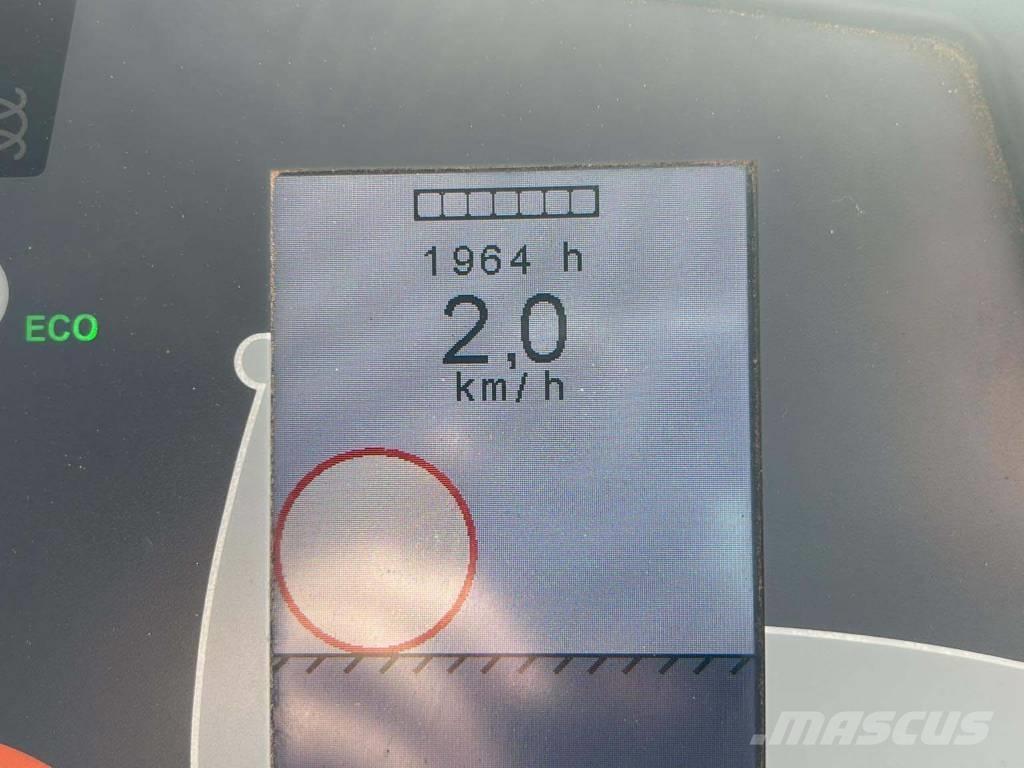 1964 h
2,0
km/h
ECO
MASCUS